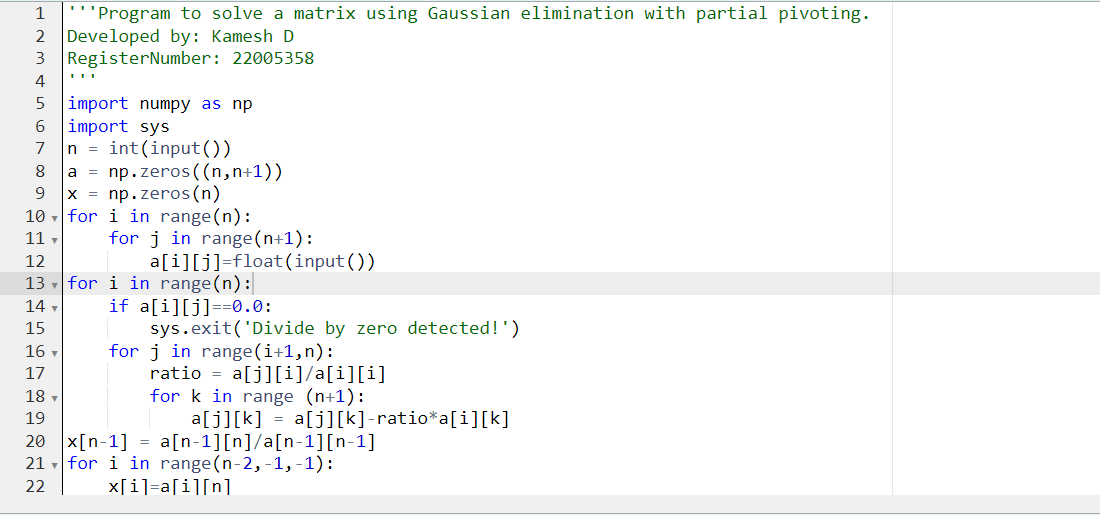 1 '''Program to solve a matrix using Gaussian elimination with partial pivoting.
2 Developed by: Kamesh D
3 RegisterNumber: 22005358
4 '''
5 import numpy as np
6 import sys
7 n = int(input())
8 a = np.zeros((n,n+1))
9 x = np.zeros(n)
10 for i in range(n):
11     for j in range(n+1):
12         a[i][j]=float(input())
13 for i in range(n):
14     if a[i][j]==0.0:
15         sys.exit('Divide by zero detected!')
16     for j in range(i+1,n):
17         ratio = a[j][i]/a[i][i]
18         for k in range (n+1):
19             a[j][k] = a[j][k]-ratio*a[i][k]
20 x[n-1] = a[n-1][n]/a[n-1][n-1]
21 for i in range(n-2,-1,-1):
22     x[i]=a[i][n]